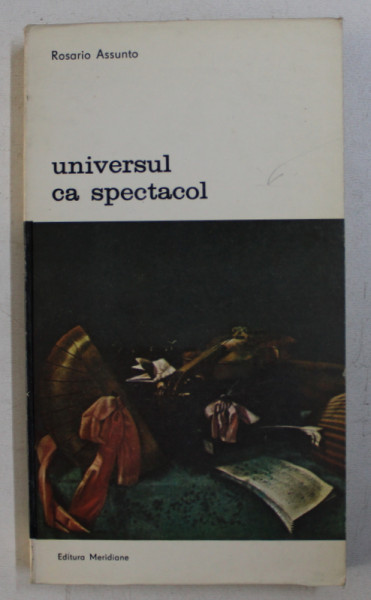 Rosario Assunto
universul
ca spectacol
Editura Meridiane